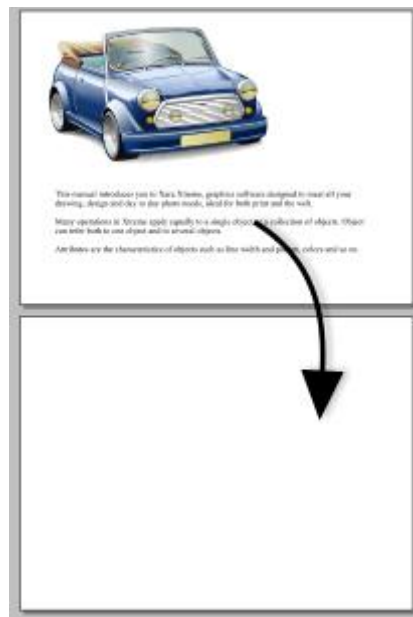 This manual introduces you to Xara Xtreme, graphics software designed to meet all your
drawing, design and day to day photo needs, ideal for both print and the web.
Many operations in Xtreme apply equally to a single object or a collection of objects. Object
can refer both to one object and to several objects.
Attributes are the characteristics of objects such as line width and colors and so on.